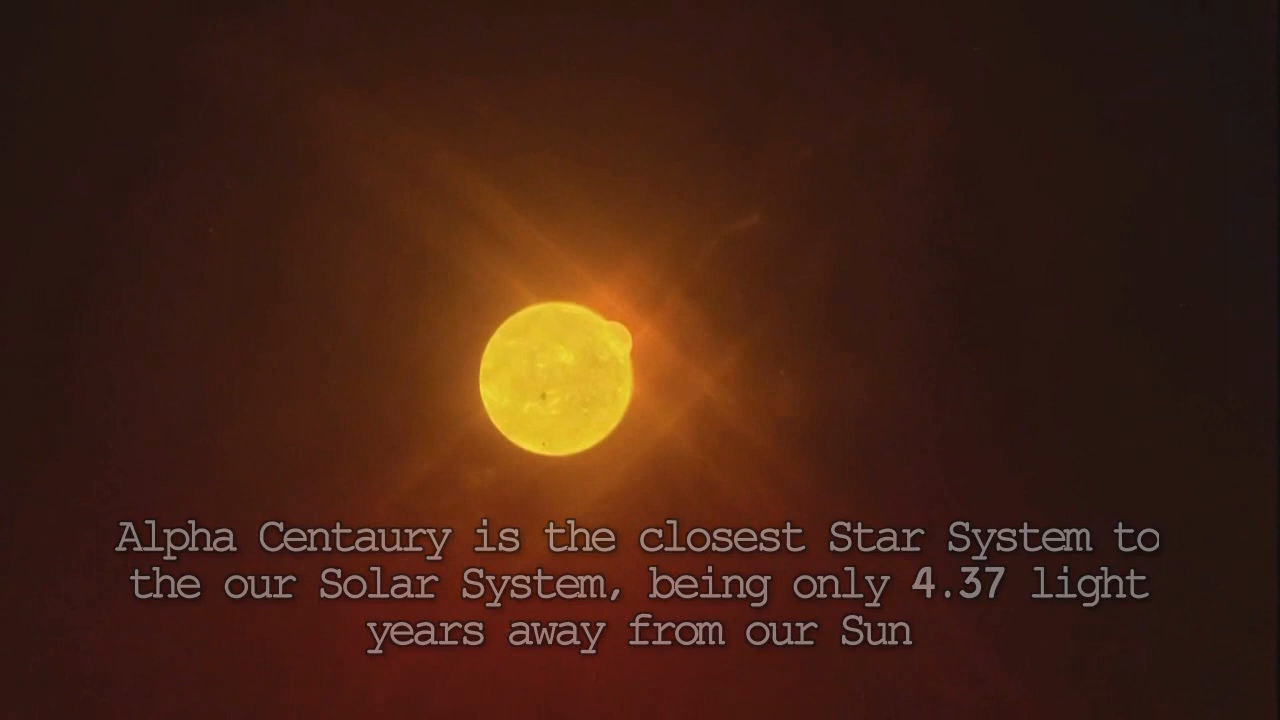 Alpha Centaury is the closest Star System to
the our Solar System, being only 4.37 light
years away from our Sun